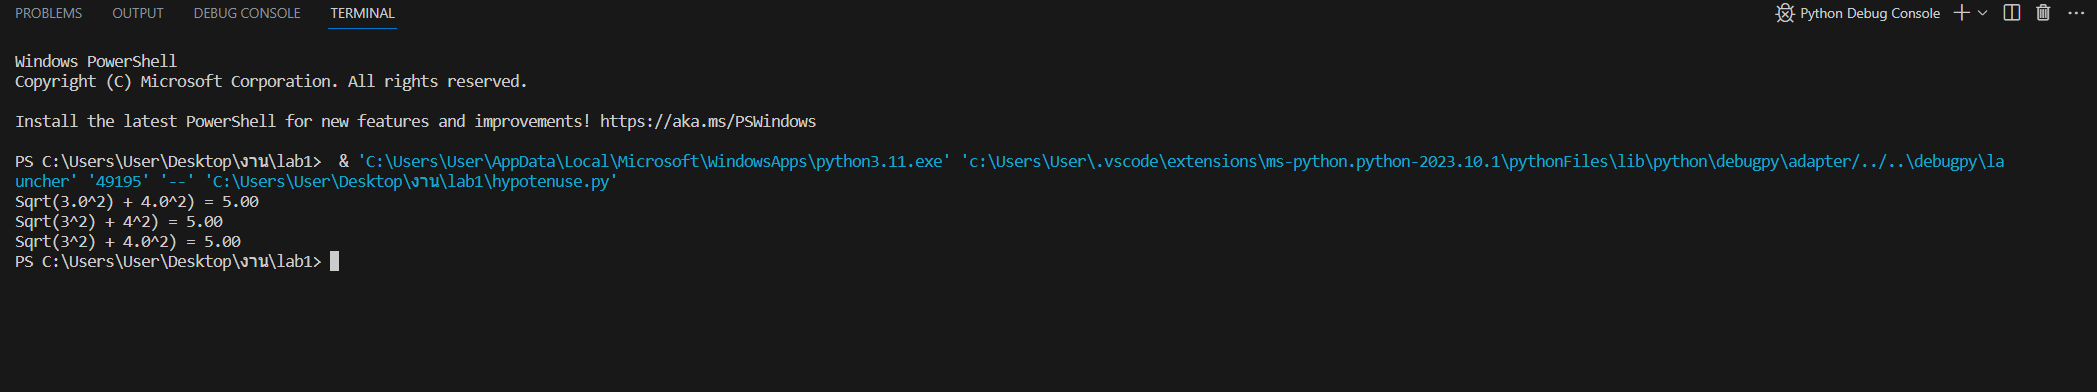 PROBLEMS OUTPUT DEBUG CONSOLE TERMINAL Python Debug Console
Windows PowerShell
Copyright (C) Microsoft Corporation. All rights reserved.
Install the latest PowerShell for new features and improvements! https://aka.ms/PSWindows
PS C:\Users\User\Desktop\งาน\lab1>  & 'C:\Users\User\AppData\Local\Microsoft\WindowsApps\python3.11.exe' 'c:\Users\User\.vscode\extensions\ms-python.python-2023.10.1\pythonFiles\lib\python\debugpy\adapter/../..\debugpy\la
uncher' '49195' '--' 'C:\Users\User\Desktop\งาน\lab1\hypotenuse.py'
Sqrt(3.0^2) + 4.0^2) = 5.00
Sqrt(3^2) + 4^2) = 5.00
Sqrt(3^2) + 4.0^2) = 5.00
PS C:\Users\User\Desktop\งาน\lab1>